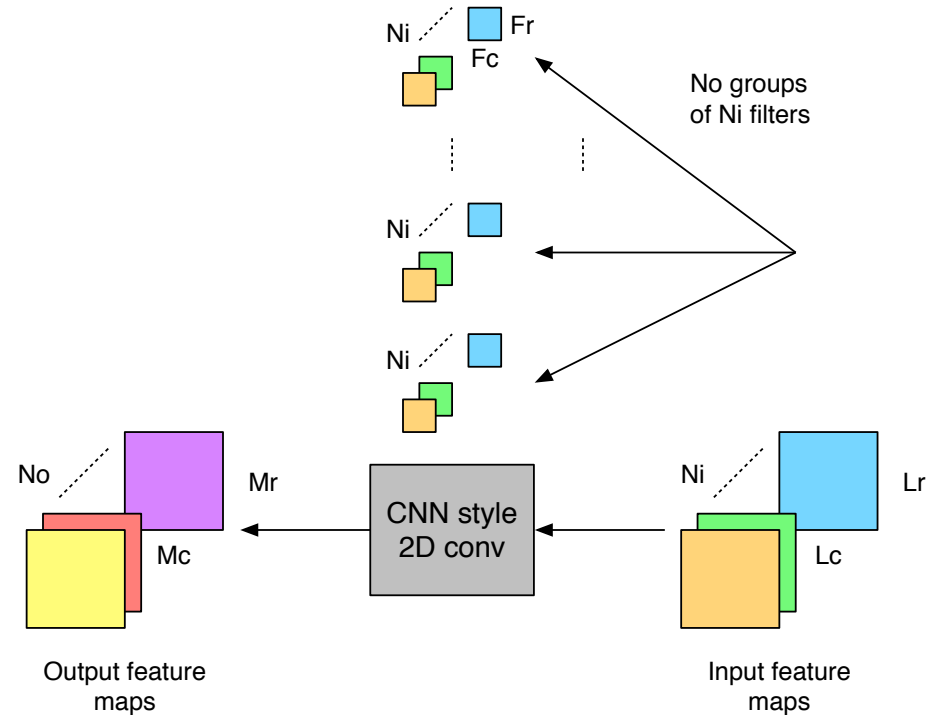 Ni
Fr
Fc
No groups
of Ni filters
Ni
Ni
No
Mr
Mc
CNN style
2D conv
Ni
Lr
Lc
Output feature
maps
Input feature
maps